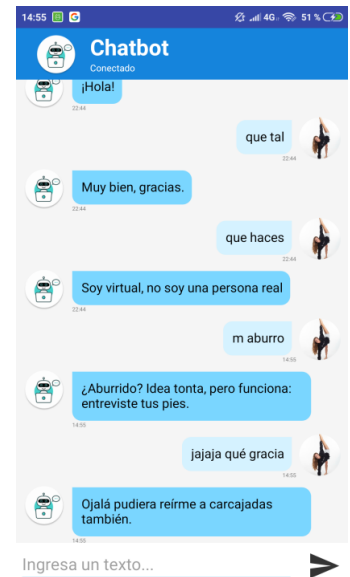 14:55 4G 51 %
Chatbot
Conectado
¡Hola!
22:44
que tal
22:44
Muy bien, gracias.
22:44
que haces
22:44
Soy virtual, no soy una persona real
22:44
m aburro
14:55
¿Aburrido? Idea tonta, pero funciona:
entreviste tus pies.
14:55
jajaja qué gracia
14:55
Ojalá pudiera reírme a carcajadas
también.
14:55
Ingresa un texto...